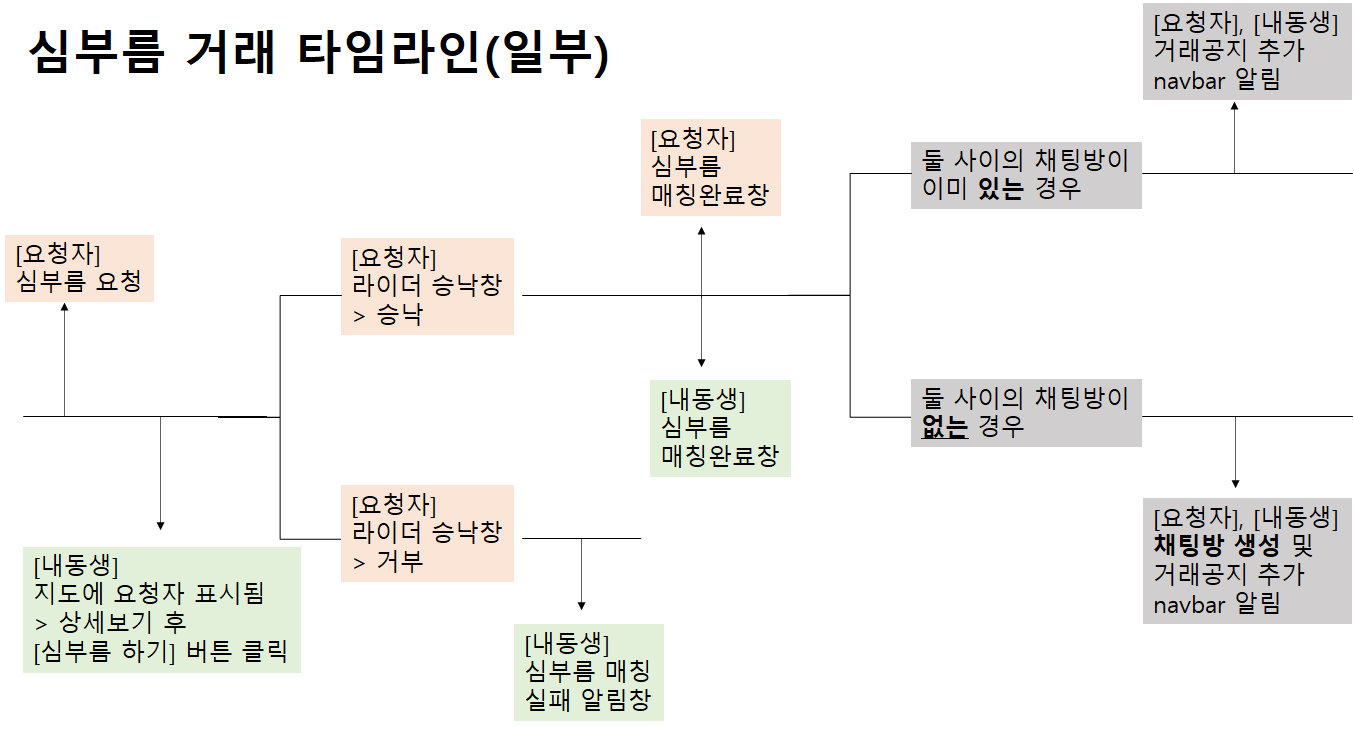 심부름 거래 타임라인(일부)
[요청자]
심부름 요청
[내동생]
지도에 요청자 표시됨
> 상세보기 후
[심부름 하기] 버튼 클릭
[요청자]
라이더 승낙창
> 승낙
[요청자]
라이더 승낙창
> 거부
[내동생]
심부름 매칭
실패 알림창
[요청자]
심부름
매칭완료창
[내동생]
심부름
매칭완료창
둘 사이의 채팅방이
이미 있는 경우
[요청자], [내동생]
거래공지 추가
navbar 알림
둘 사이의 채팅방이
없는 경우
[요청자], [내동생]
채팅방 생성 및
거래공지 추가
navbar 알림